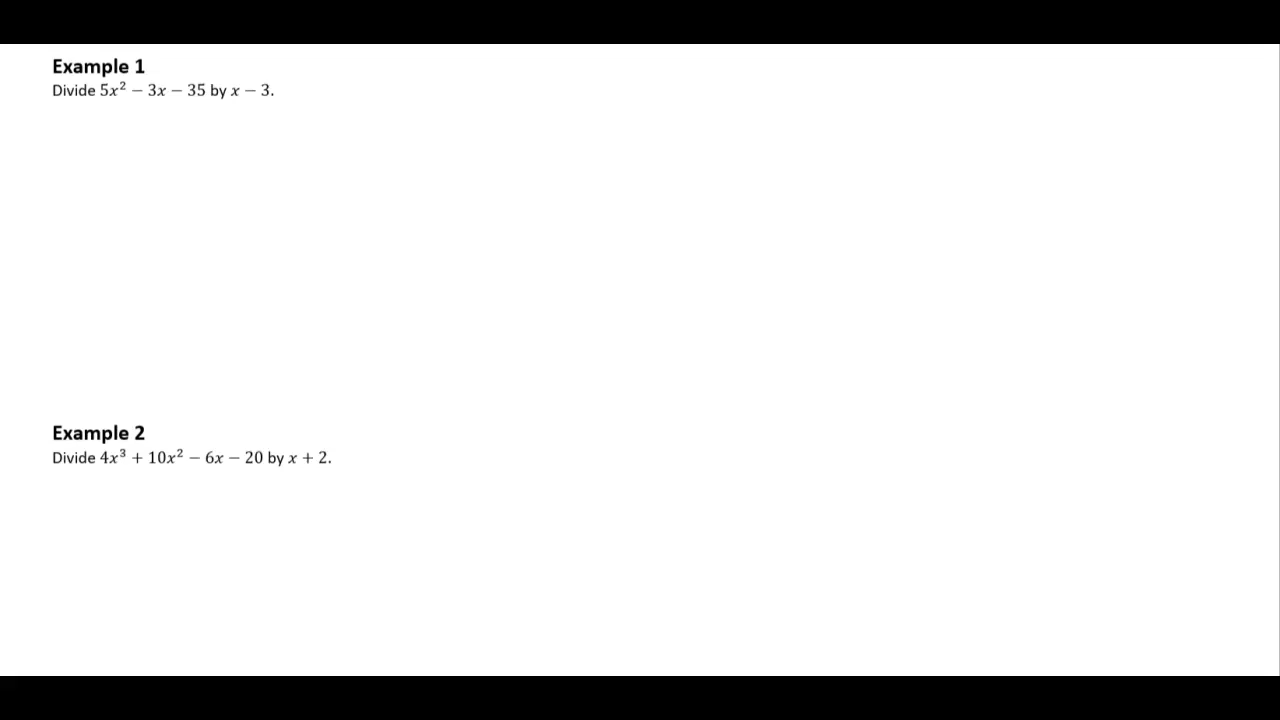 Example 1
Divide 5x² − 3x − 35 by x − 3.
Example 2
Divide 4x³ + 10x² − 6x − 20 by x + 2.